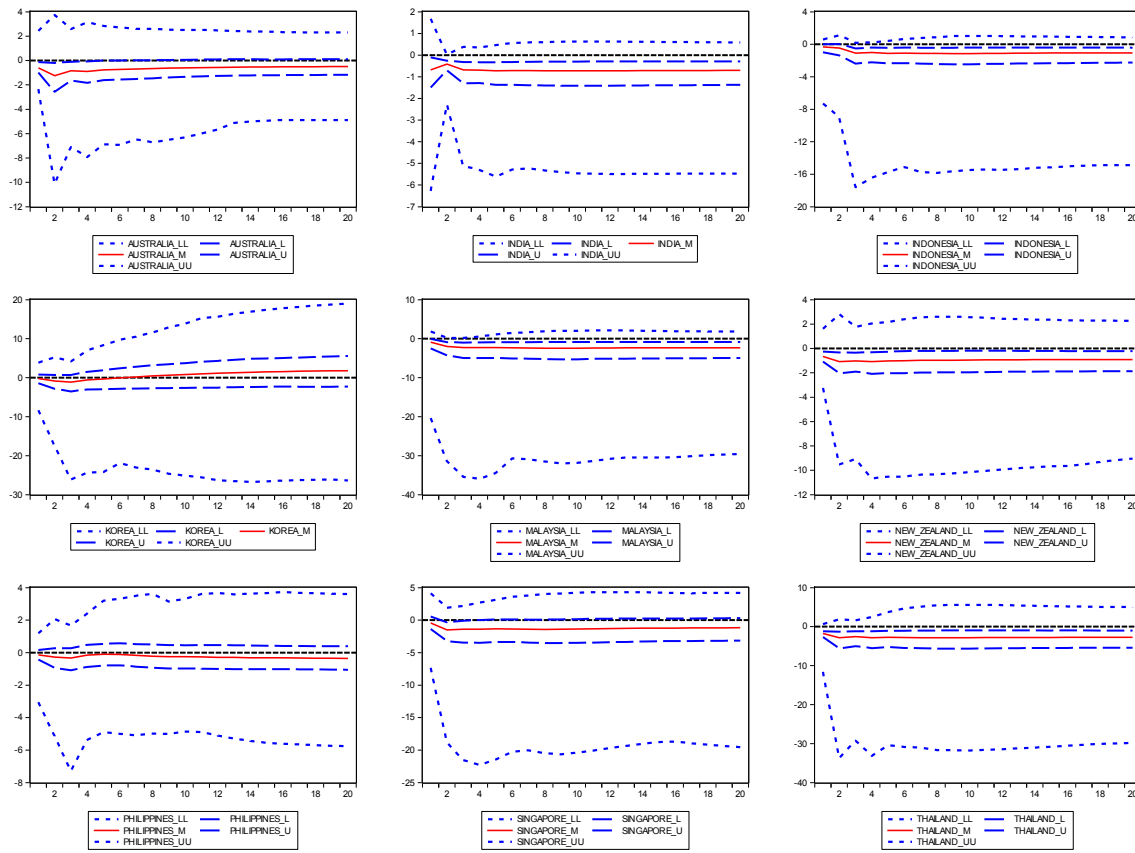 4
2
0
-2
-4
-6
-8
-10
-12
2 4 6 8 10 12 14 16 18 20
AUSTRALIA_LL AUSTRALIA_L
AUSTRALIA_M AUSTRALIA_U
AUSTRALIA_UU
2
1
0
-1
-2
-3
-4
-5
-6
-7
2 4 6 8 10 12 14 16 18 20
INDIA_LL INDIA_L INDIA_M
INDIA_U INDIA_UU
4
0
-4
-8
-12
-16
-20
2 4 6 8 10 12 14 16 18 20
INDONESIA_LL INDONESIA_L
INDONESIA_M INDONESIA_U
INDONESIA_UU
20
10
0
-10
-20
-30
2 4 6 8 10 12 14 16 18 20
KOREA_LL KOREA_L KOREA_M
KOREA_U KOREA_UU
10
0
-10
-20
-30
-40
2 4 6 8 10 12 14 16 18 20
MALAYSIA_LL MALAYSIA_L
MALAYSIA_M MALAYSIA_U
MALAYSIA_UU
4
2
0
-2
-4
-6
-8
-10
-12
2 4 6 8 10 12 14 16 18 20
NEW_ZEALAND_LL NEW_ZEALAND_L
NEW_ZEALAND_M NEW_ZEALAND_U
NEW_ZEALAND_UU
4
2
0
-2
-4
-6
-8
2 4 6 8 10 12 14 16 18 20
PHILIPPINES_LL PHILIPPINES_L
PHILIPPINES_M PHILIPPINES_U
PHILIPPINES_UU
5
0
-5
-10
-15
-20
-25
2 4 6 8 10 12 14 16 18 20
SINGAPORE_LL SINGAPORE_L
SINGAPORE_M SINGAPORE_U
SINGAPORE_UU
10
0
-10
-20
-30
-40
2 4 6 8 10 12 14 16 18 20
THAILAND_LL THAILAND_L
THAILAND_M THAILAND_U
THAILAND_UU